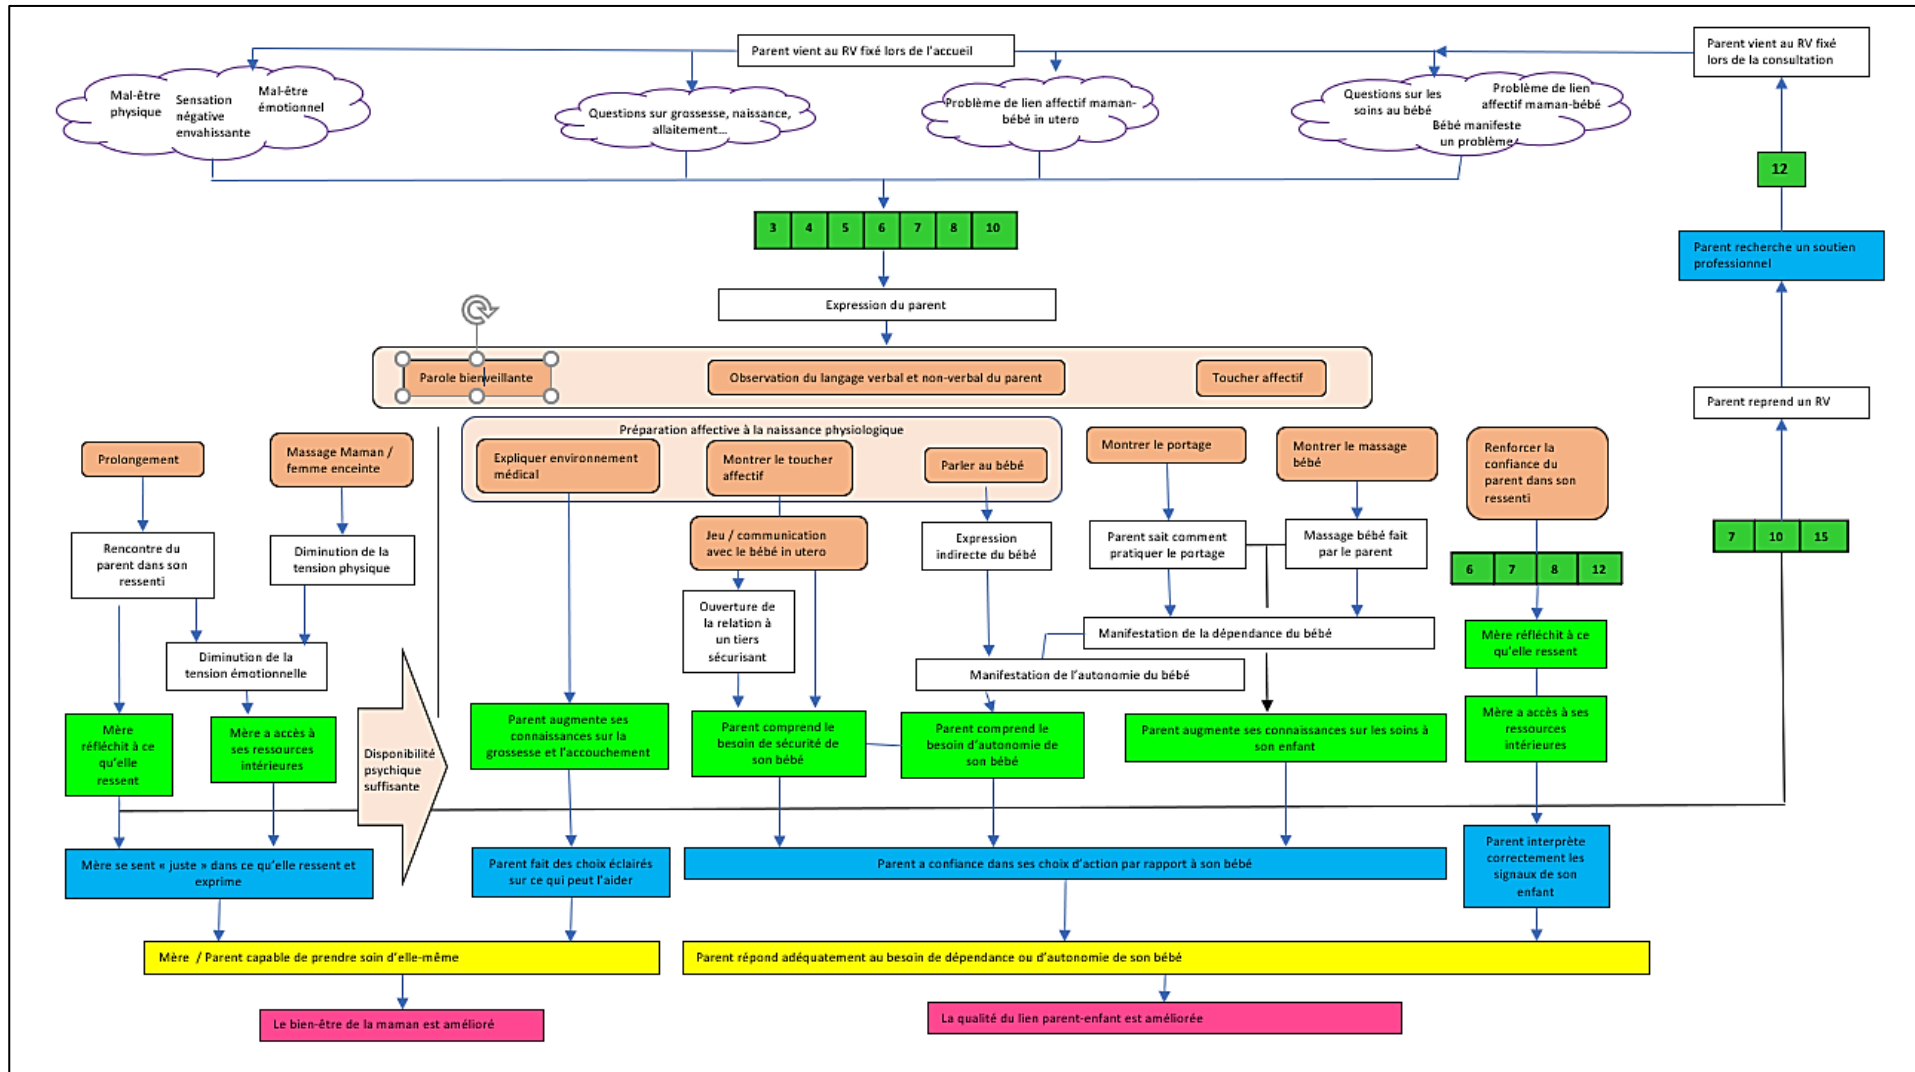 Parent vient au RV fixé lors de l'accueil
Parent vient au RV fixé
lors de la consultation
Mal-être
physique
Sensation
négative
envahissante
Mal-être
émotionnel
Questions sur grossesse, naissance,
allaitement...
Problème de lien affectif maman-
bébé in utero
Questions sur les
soins au bébé
Problème de lien
affectif maman-bébé
Bébé manifeste
un problème
12
3 4 5 6 7 8 10
Parent recherche un soutien
professionnel
Expression du parent
Parole bienveillante
Observation du langage verbal et non-verbal du parent
Toucher affectif
Parent reprend un RV
Préparation affective à la naissance physiologique
Prolongement
Massage Maman /
femme enceinte
Expliquer environnement
médical
Montrer le toucher
affectif
Parler au bébé
Montrer le portage
Montrer le massage
bébé
Renforcer la
confiance du
parent dans son
ressenti
7 10 15
Rencontre du
parent dans son
ressenti
Diminution de la
tension physique
Jeu / communication
avec le bébé in utero
Expression
indirecte du bébé
Parent sait comment
pratiquer le portage
Massage bébé fait
par le parent
6 7 8 12
Ouverture de
la relation à
un tiers
sécurisant
Manifestation de la dépendance du bébé
Mère réfléchit à ce
qu'elle ressent
Diminution de la
tension émotionnelle
Manifestation de l'autonomie du bébé
Mère
réfléchit à ce
qu'elle
ressent
Mère a accès à
ses ressources
intérieures
Disponibilité
psychique
suffisante
Parent augmente ses
connaissances sur la
grossesse et l'accouchement
Parent comprend le
besoin de sécurité de
son bébé
Parent comprend le
besoin d'autonomie de
son bébé
Parent augmente ses connaissances sur les soins à
son enfant
Mère a accès à ses
ressources
intérieures
Mère se sent « juste » dans ce qu'elle ressent et
exprime
Parent fait des choix éclairés
sur ce qui peut l'aider
Parent a confiance dans ses choix d'action par rapport à son bébé
Parent interprète
correctement les
signaux de son
enfant
Mère / Parent capable de prendre soin d'elle-même
Parent répond adéquatement au besoin de dépendance ou d'autonomie de son bébé
Le bien-être de la maman est amélioré
La qualité du lien parent-enfant est améliorée